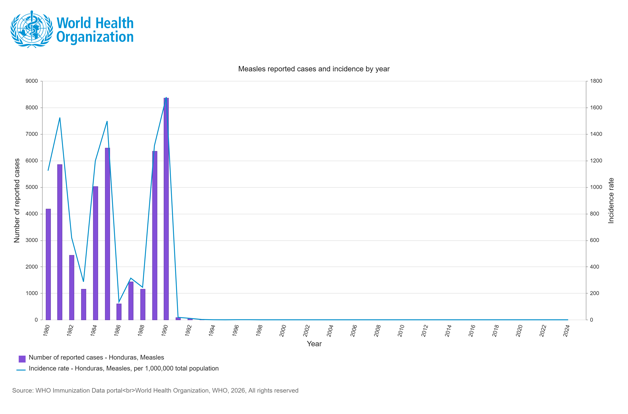 World Health
Organization
Measles reported cases and incidence by year
9000 1800
8000 1600
7000 1400
6000 1200
5000 1000
4000 800
3000 600
2000 400
1000 200
0 0
Number of reported cases
Incidence rate
1980 1982 1984 1986 1988 1990 1992 1994 1996 1998 2000 2002 2004 2006 2008 2010 2012 2014 2016 2018 2020 2022 2024
Year
Number of reported cases - Honduras, Measles
Incidence rate - Honduras, Measles, per 1,000,000 total population
Source: WHO Immunization Data portal<br>World Health Organization, WHO, 2026, All rights reserved